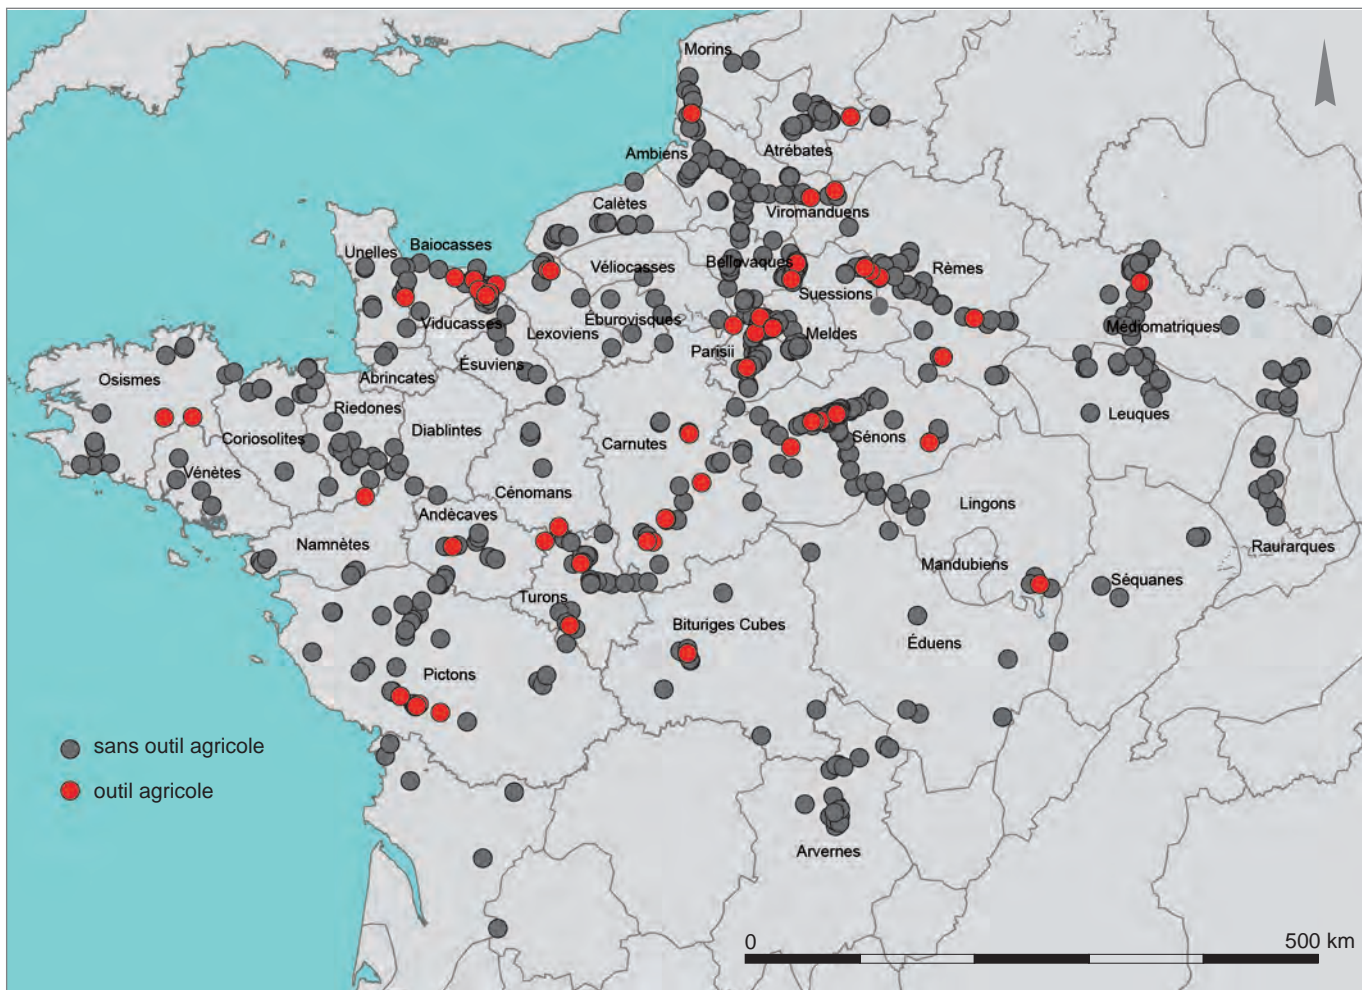 Morins
Ambiens
Atrébates
Calètes
Viromanduens
Unelles
Baiocasses
Véliocasses
Bellovaques
Rèmes
Suessions
Viducasses
Lexoviens
Éburovisques
Meldes
Médiomatriques
Parisii
Ésuviens
Osismes
Abrincates
Riedones
Diablintes
Leuques
Coriosolites
Carnutes
Sénons
Vénètes
Cénomans
Lingons
Andècaves
Namnètes
Raurarques
Mandubiens
Séquanes
Turons
Bituriges Cubes
Éduens
Pictons
sans outil agricole
outil agricole
Arvernes
0 500 km